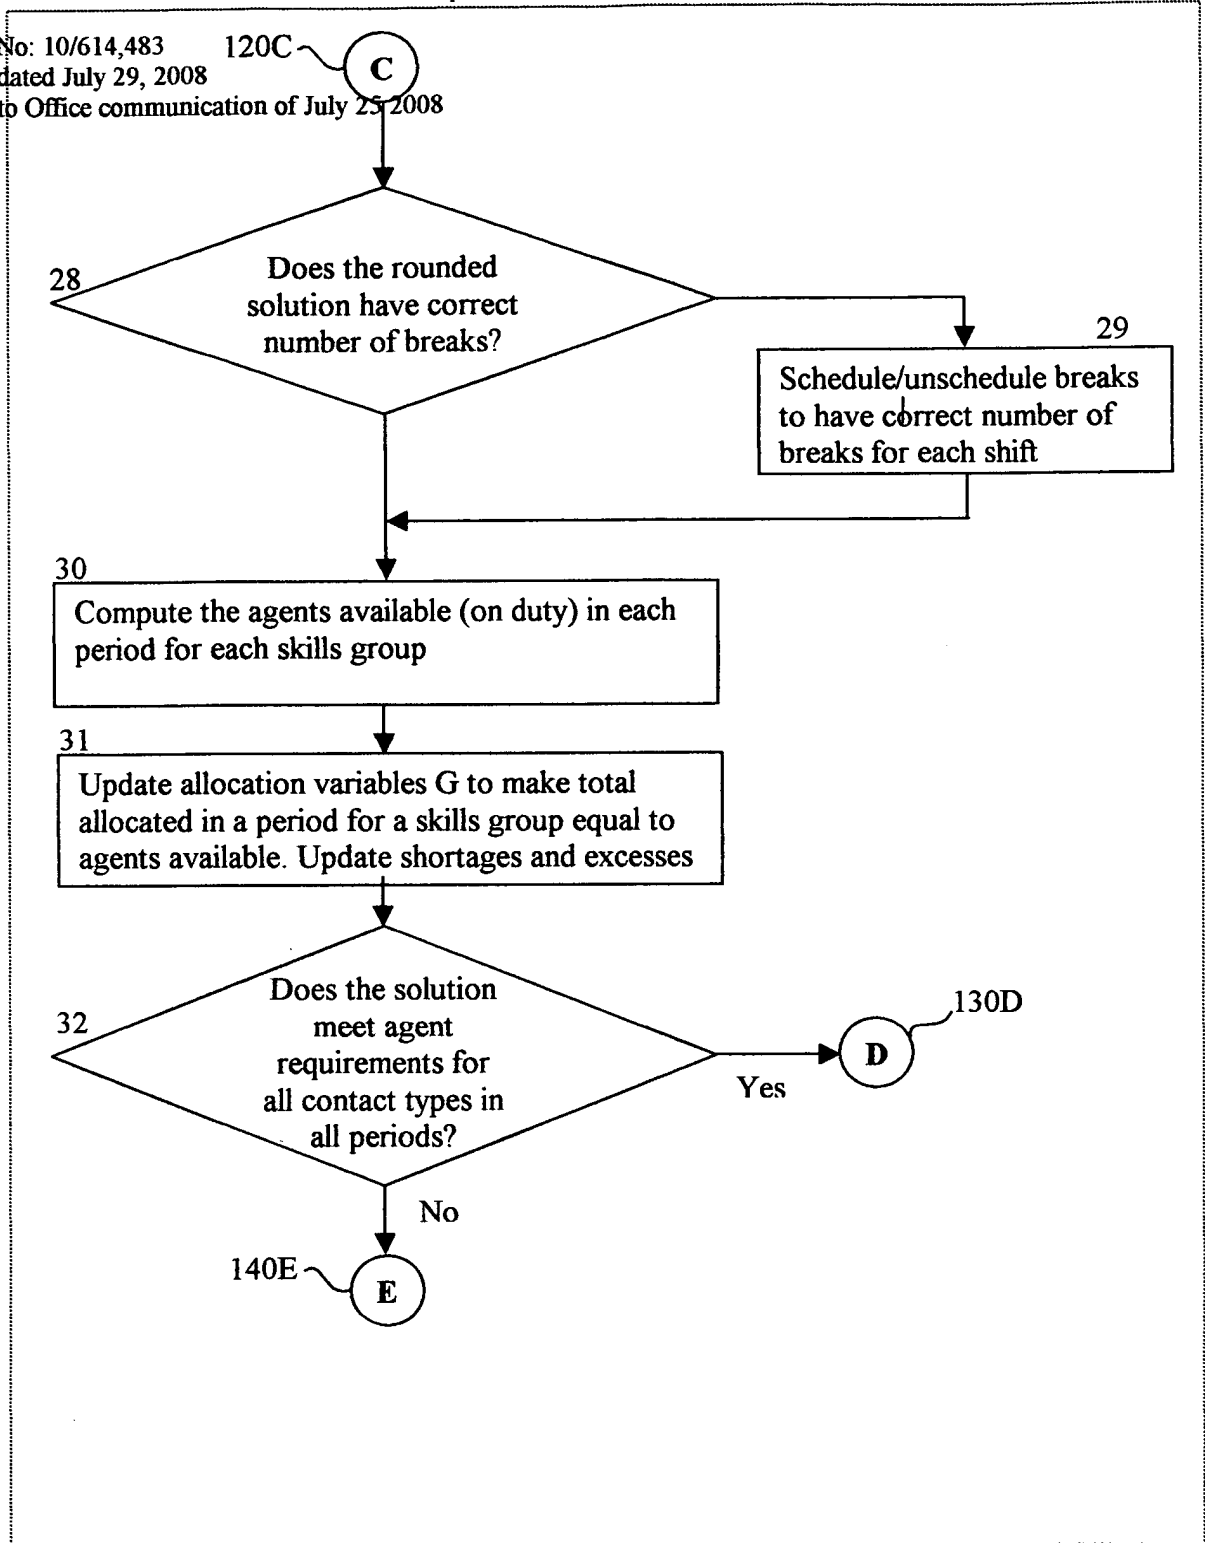 No: 10/614,483
120C
C
dated July 29, 2008
to Office communication of July 25 2008
28
Does the rounded
solution have correct
number of breaks?
29
Schedule/unschedule breaks
to have correct number of
breaks for each shift
30
Compute the agents available (on duty) in each
period for each skills group
31
Update allocation variables G to make total
allocated in a period for a skills group equal to
agents available. Update shortages and excesses
32
Does the solution
meet agent
requirements for
all contact types in
all periods?
130D
D
Yes
No
140E
E